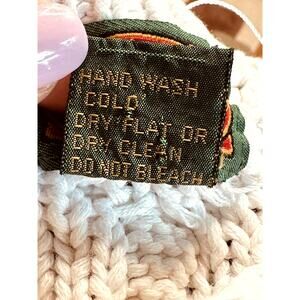 HAND WASH
COLD
DRY FLAT OR
DRY CLEAN
DO NOT BLEACH